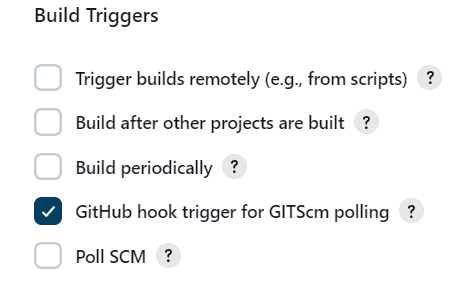 Build Triggers
Trigger builds remotely (e.g., from scripts) ?
Build after other projects are built ?
Build periodically ?
GitHub hook trigger for GITScm polling ?
Poll SCM ?